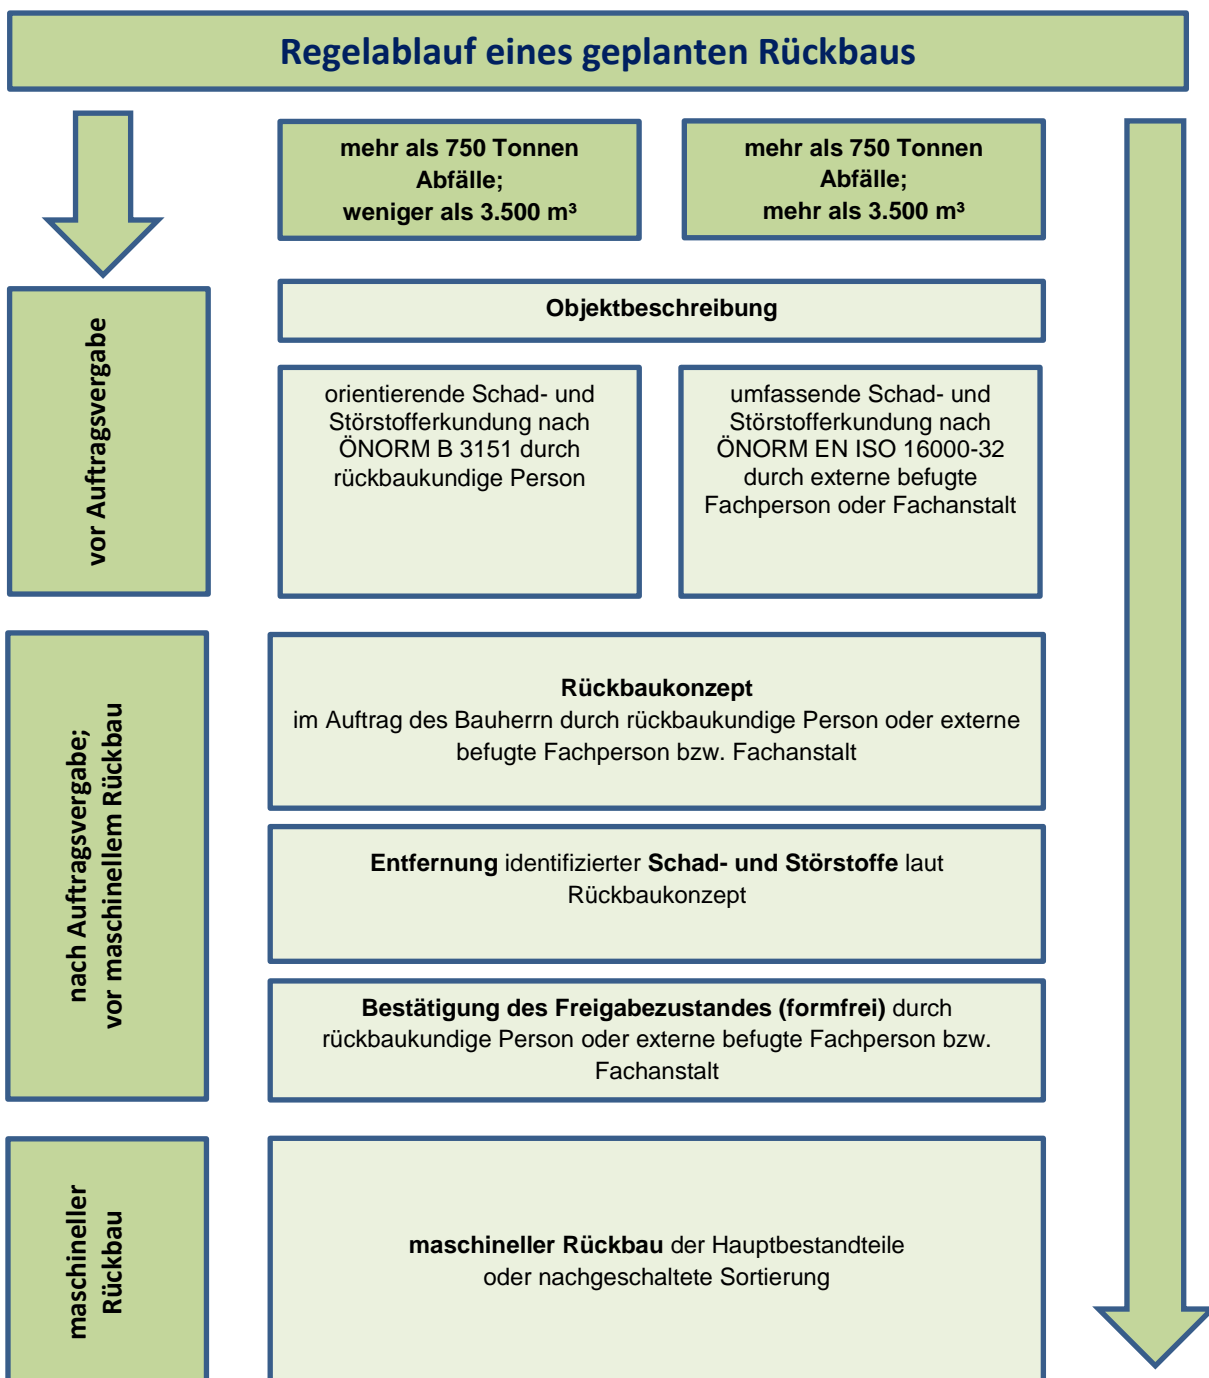 Regelablauf eines geplanten Rückbaus
mehr als 750 Tonnen
Abfälle;
weniger als 3.500 m³
mehr als 750 Tonnen
Abfälle;
mehr als 3.500 m³
vor Auftragsvergabe
Objektbeschreibung
orientierende Schad- und
Störstofferkundung nach
ÖNORM B 3151 durch
rückbaukundige Person
umfassende Schad- und
Störstofferkundung nach
ÖNORM EN ISO 16000-32
durch externe befugte
Fachperson oder Fachanstalt
nach Auftragsvergabe;
vor maschinellem Rückbau
Rückbaukonzept
im Auftrag des Bauherrn durch rückbaukundige Person oder externe
befugte Fachperson bzw. Fachanstalt
Entfernung identifizierter Schad- und Störstoffe laut
Rückbaukonzept
Bestätigung des Freigabezustandes (formfrei) durch
rückbaukundige Person oder externe befugte Fachperson bzw.
Fachanstalt
maschineller
Rückbau
maschineller Rückbau der Hauptbestandteile
oder nachgeschaltete Sortierung